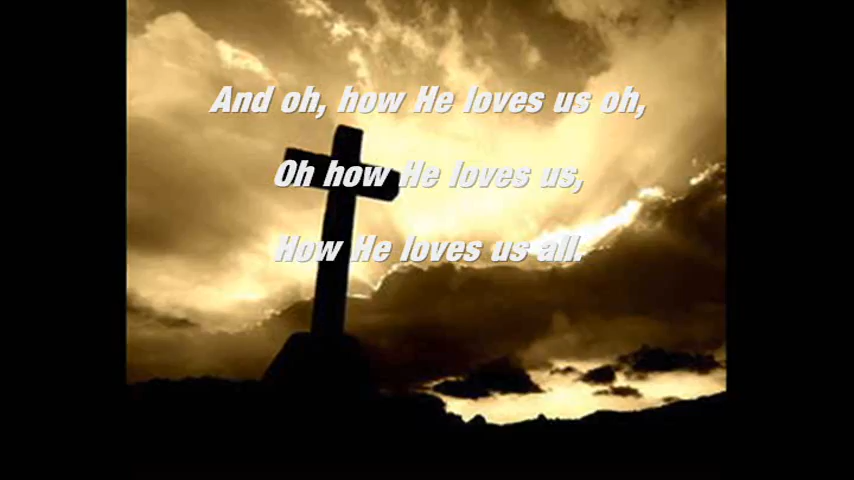 And oh, how He loves us oh,
Oh how He loves us,
How He loves us all.